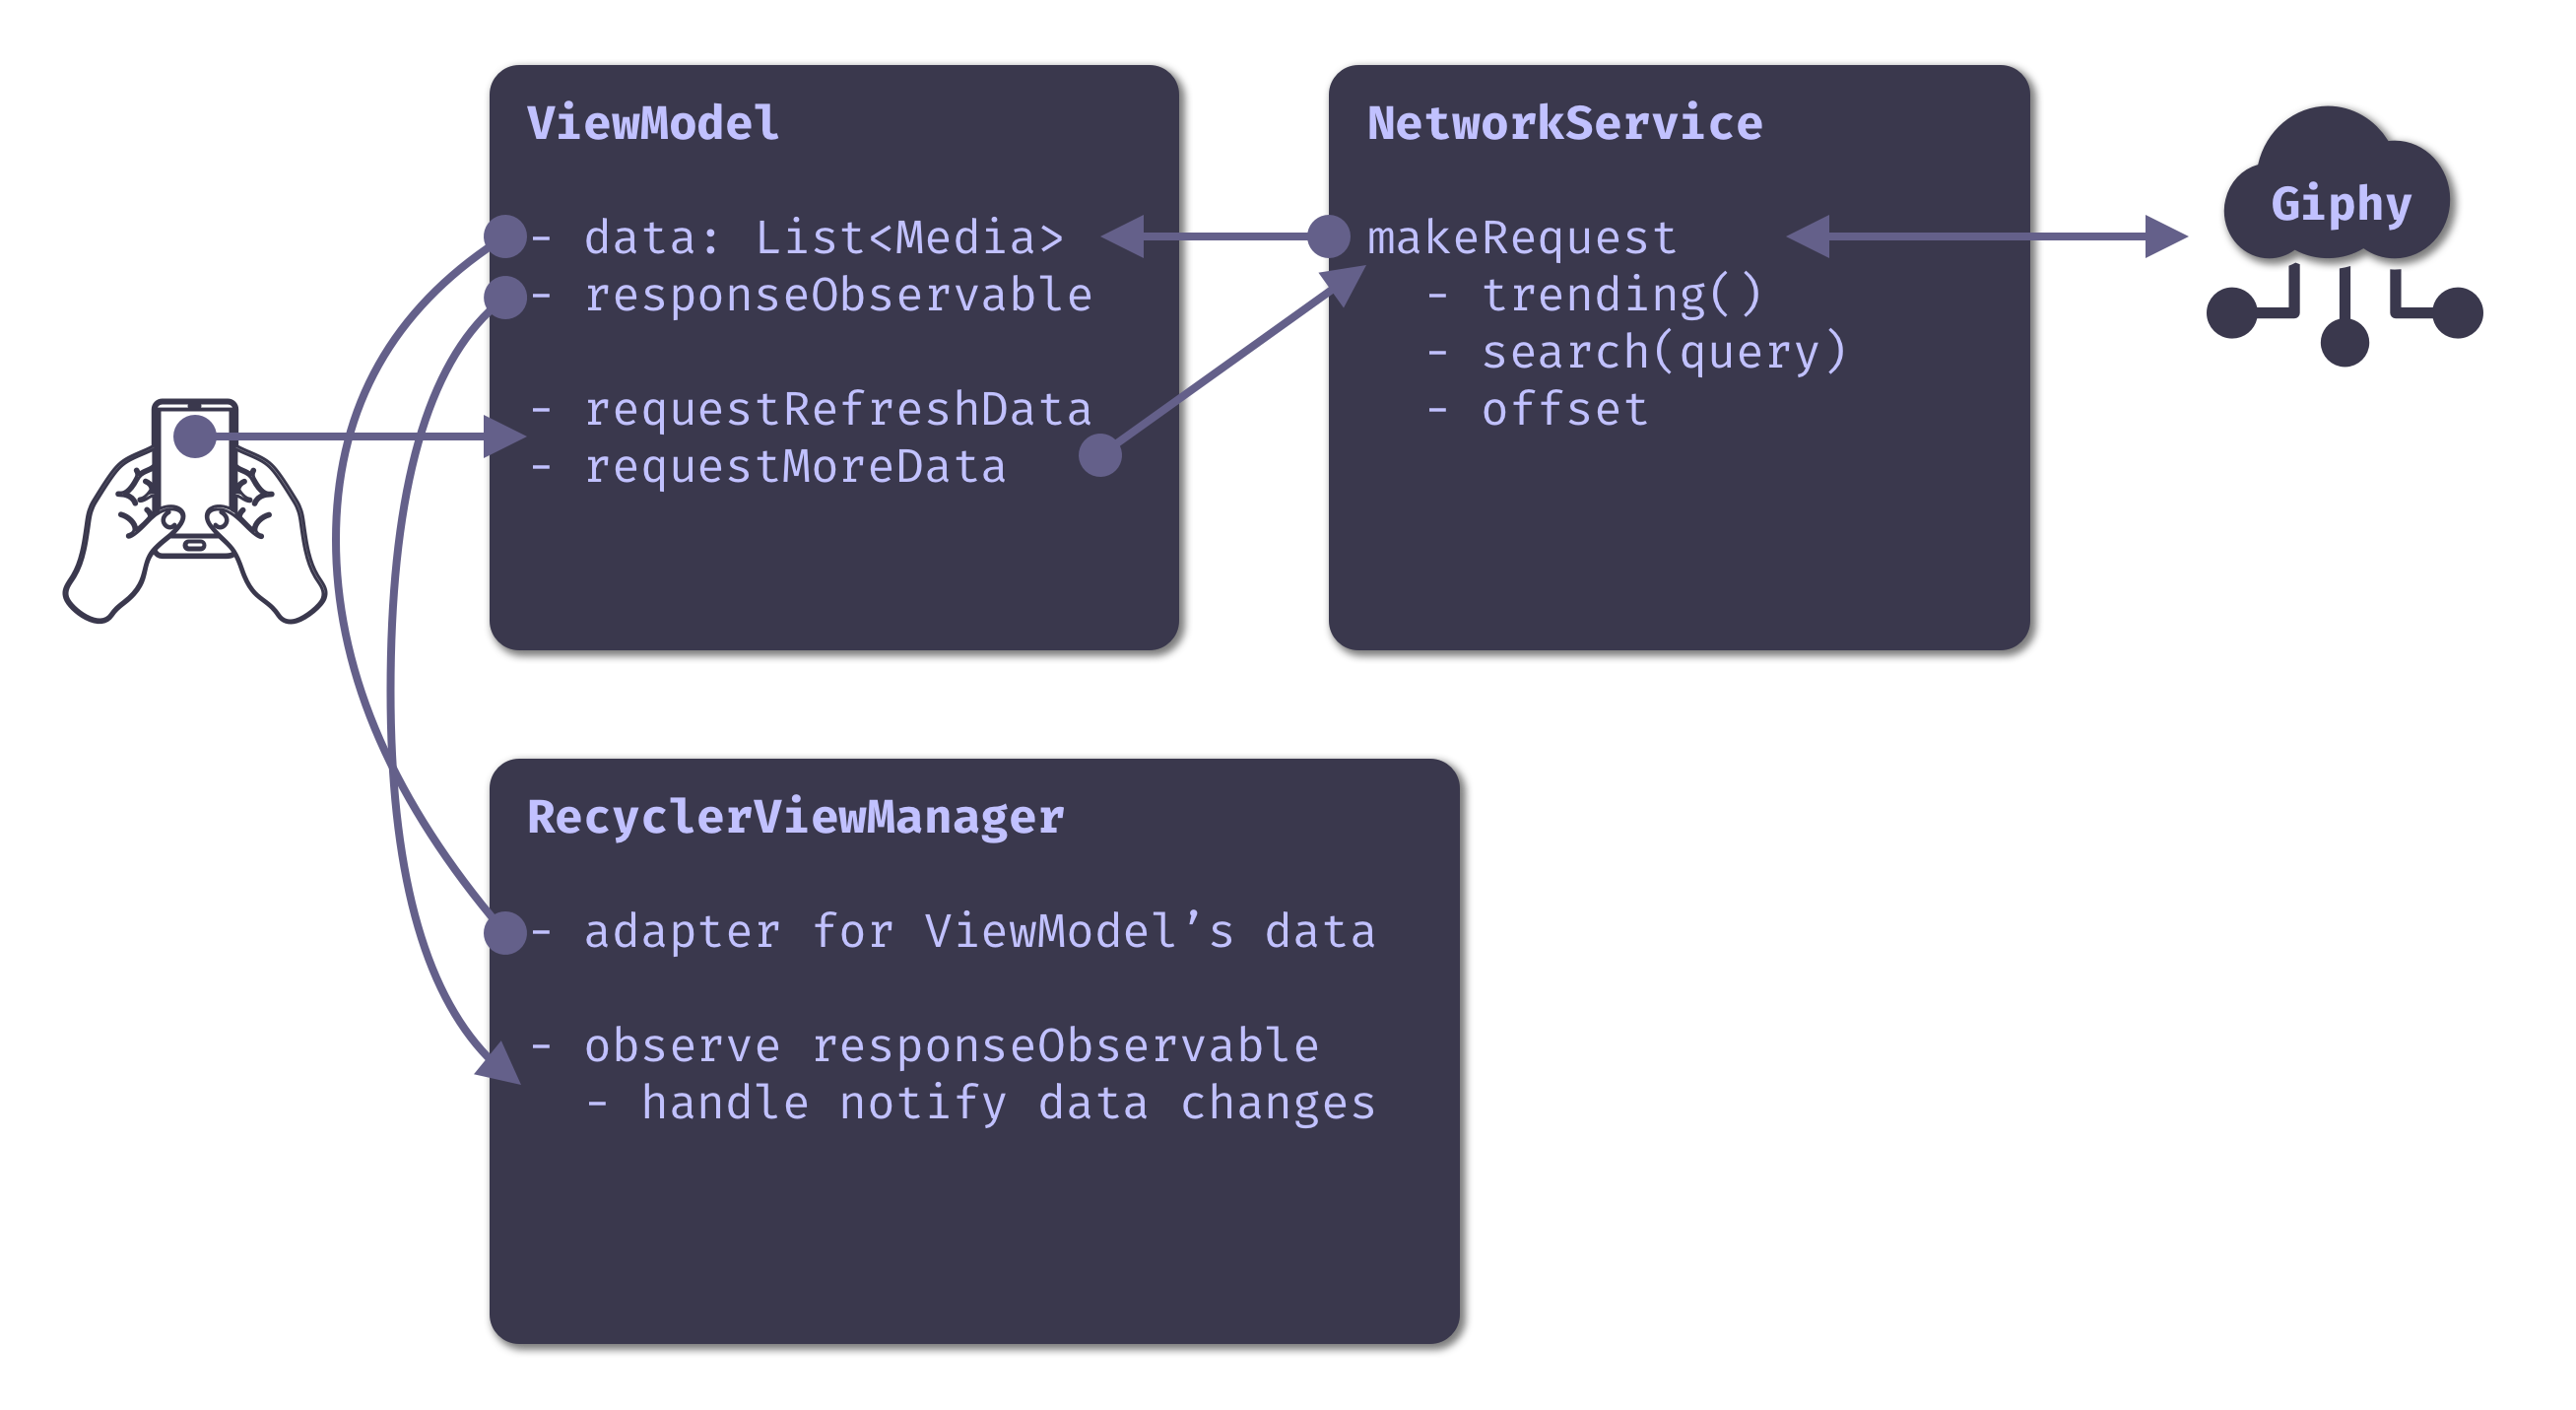 ViewModel
- data: List<Media>
- responseObservable
- requestRefreshData
- requestMoreData
NetworkService
makeRequest
- trending()
- search(query)
- offset
Giphy
RecyclerViewManager
- adapter for ViewModel’s data
- observe responseObservable
- handle notify data changes